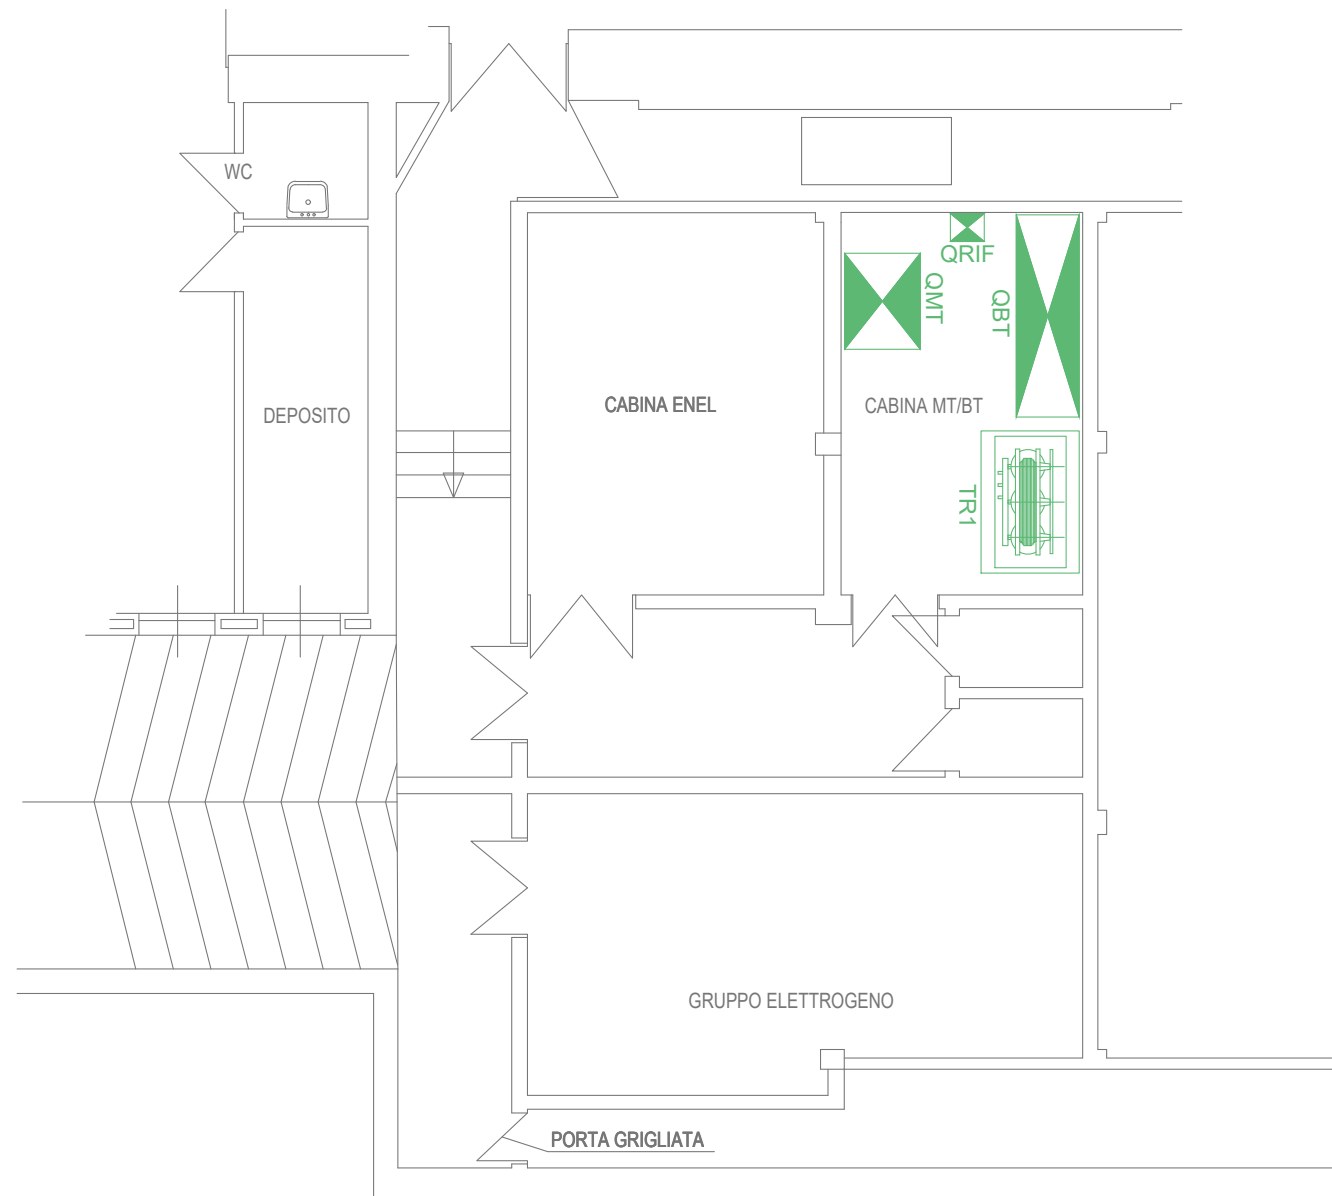 WC
QRIF
QMT
QBT
CABINA ENEL
CABINA MT/BT
DEPOSITO
TR1
GRUPPO ELETTROGENO
PORTA GRIGLIATA